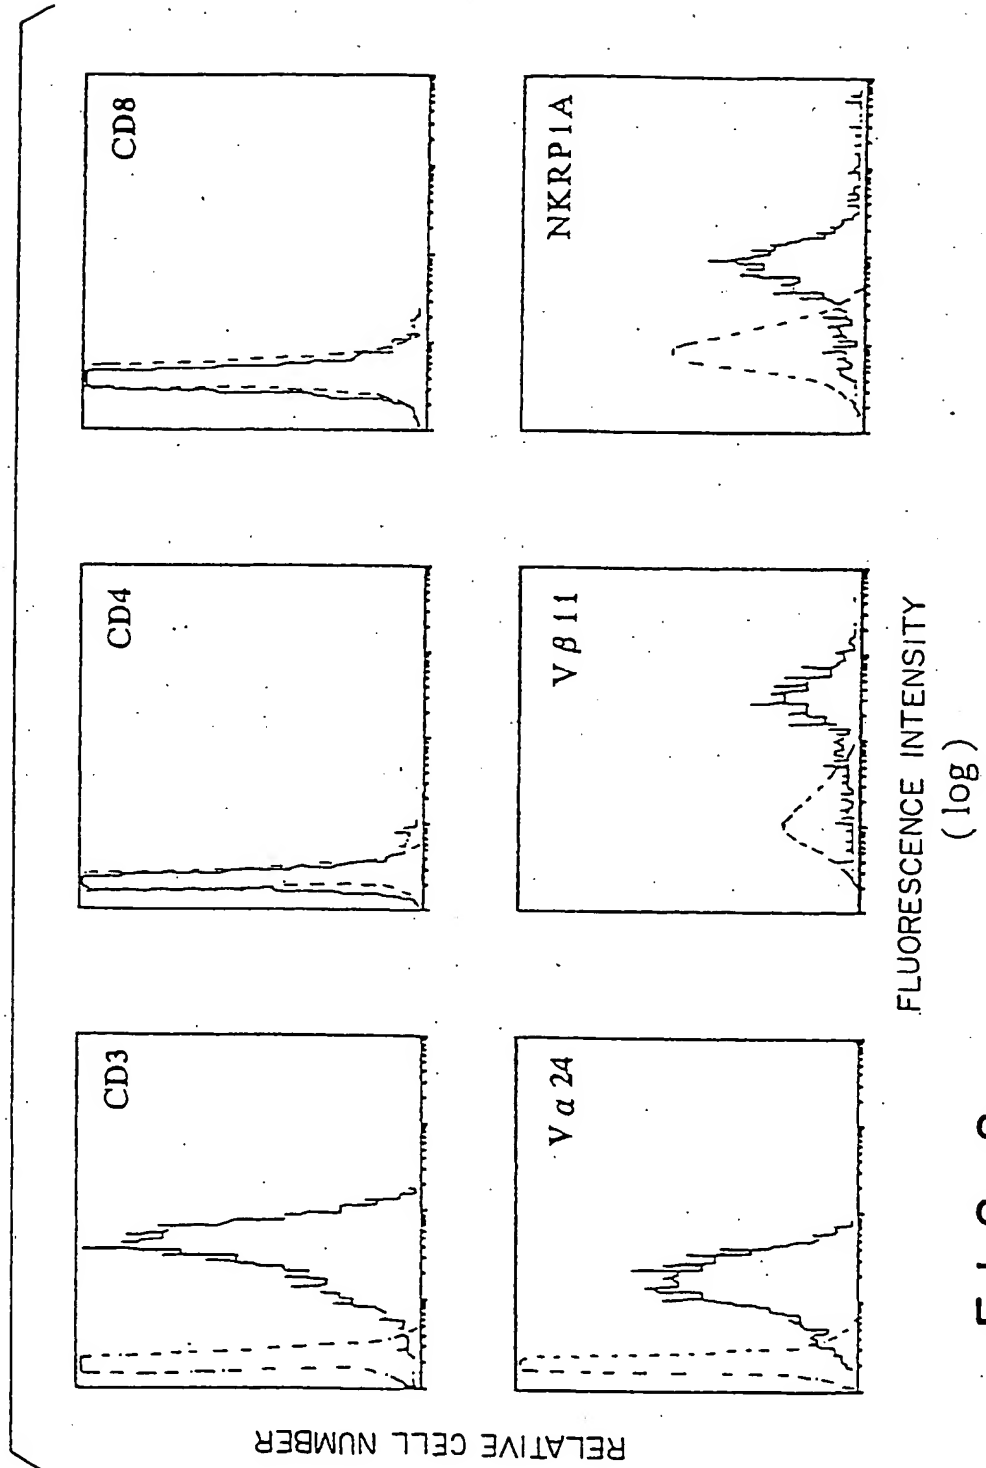 RELATIVE CELL NUMBER
CD3
CD4
CD8
V α 24
V β 11
NKRP1A
FLUORESCENCE INTENSITY
(log)